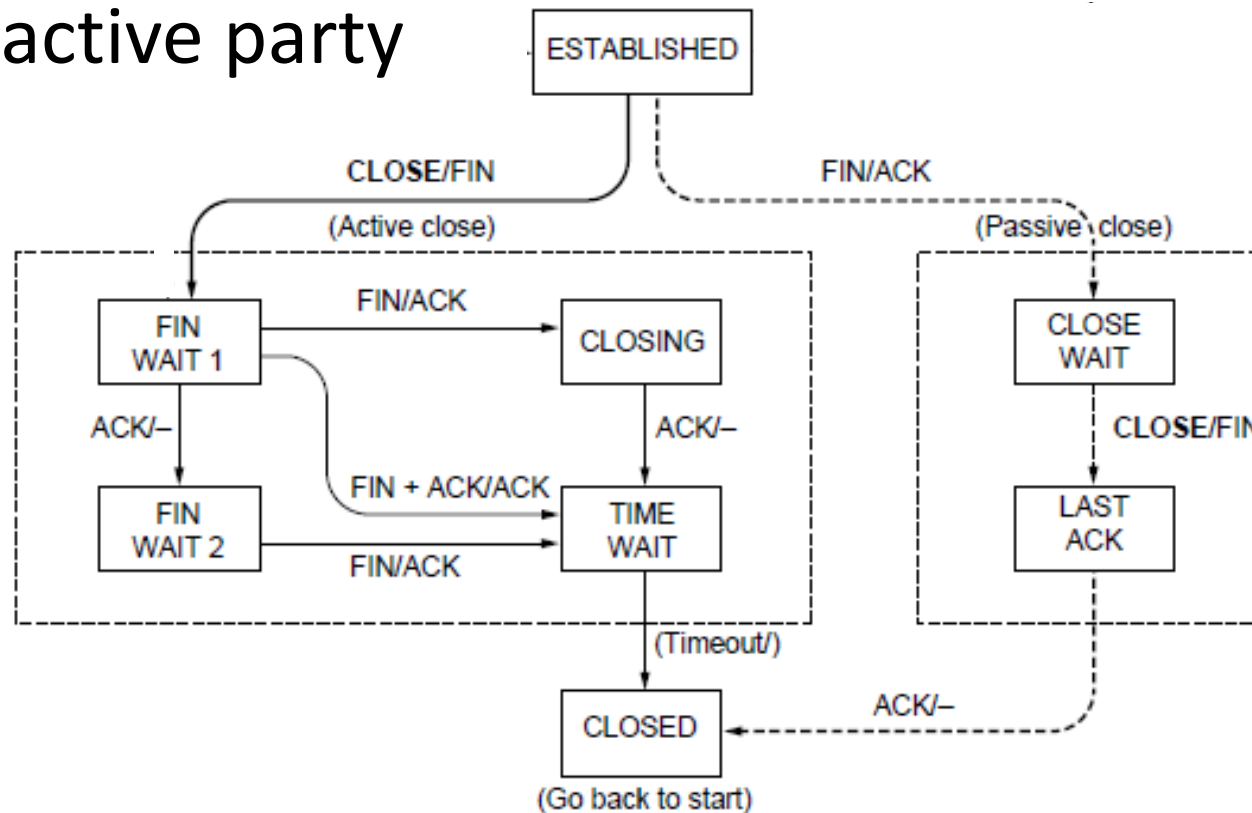 active party
ESTABLISHED
CLOSE/FIN
FIN/ACK
(Active close)
(Passive close)
FIN
WAIT 1
FIN/ACK
CLOSING
CLOSE
WAIT
ACK/–
ACK/–
CLOSE/FIN
FIN + ACK/ACK
FIN
WAIT 2
TIME
WAIT
LAST
ACK
FIN/ACK
(Timeout/)
CLOSED
ACK/–
(Go back to start)